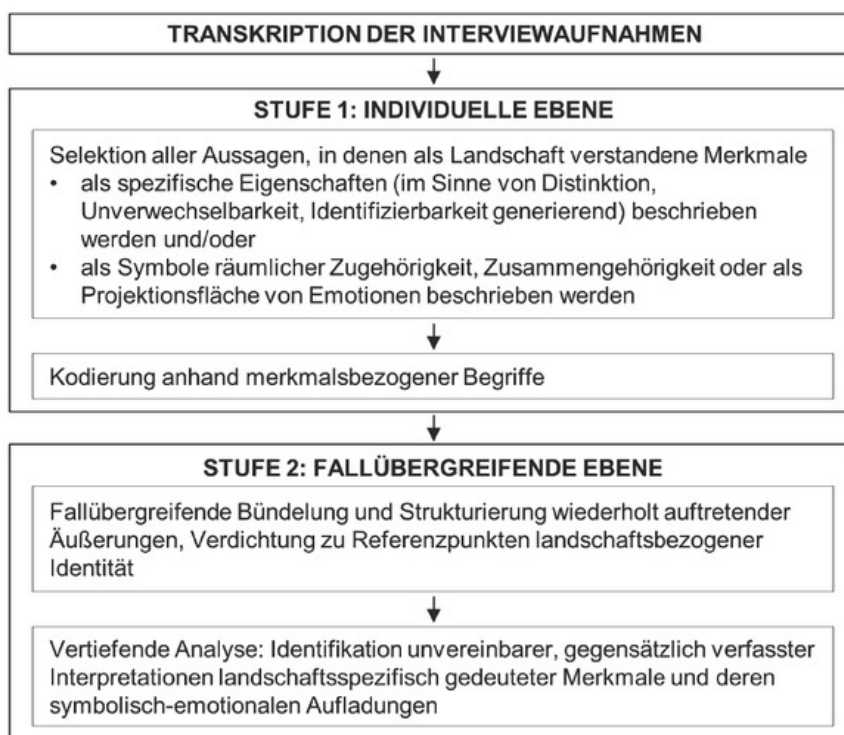 TRANSKRIPTION DER INTERVIEWAUFNAHMEN
STUFE 1: INDIVIDUELLE EBENE
Selektion aller Aussagen, in denen als Landschaft verstandene Merkmale
• als spezifische Eigenschaften (im Sinne von Distinktion,
Unverwechselbarkeit, Identifizierbarkeit generierend) beschrieben
werden und/oder
• als Symbole räumlicher Zugehörigkeit, Zusammengehörigkeit oder als
Projektionsfläche von Emotionen beschrieben werden
Kodierung anhand merkmalsbezogener Begriffe
STUFE 2: FALLÜBERGREIFENDE EBENE
Fallübergreifende Bündelung und Strukturierung wiederholt auftretender
Äußerungen, Verdichtung zu Referenzpunkten landschaftsbezogener
Identität
Vertiefende Analyse: Identifikation unvereinbarer, gegensätzlich verfasster
Interpretationen landschaftsspezifisch gedeuteter Merkmale und deren
symbolisch-emotionalen Aufladungen